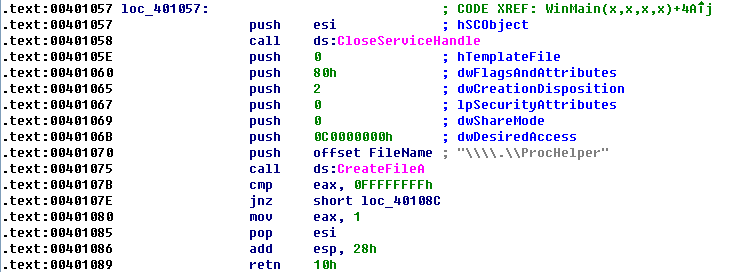 .text:00401057 loc_401057: ; CODE XREF: WinMain(x,x,x,x)+4AÎj
.text:00401057 push esi ; hSCObject
.text:00401058 call ds:CloseServiceHandle
.text:0040105E push 0 ; hTemplateFile
.text:00401060 push 80h ; dwFlagsAndAttributes
.text:00401065 push 2 ; dwCreationDisposition
.text:00401067 push 0 ; lpSecurityAttributes
.text:00401069 push 0 ; dwShareMode
.text:0040106B push 0C0000000h ; dwDesiredAccess
.text:00401070 push offset FileName ; "\\\\.\\ProcHelper"
.text:00401075 call ds:CreateFileA
.text:0040107B cmp eax, 0FFFFFFFFh
.text:0040107E jnz short loc_40108C
.text:00401080 mov eax, 1
.text:00401085 pop esi
.text:00401086 add esp, 28h
.text:00401089 retn 10h